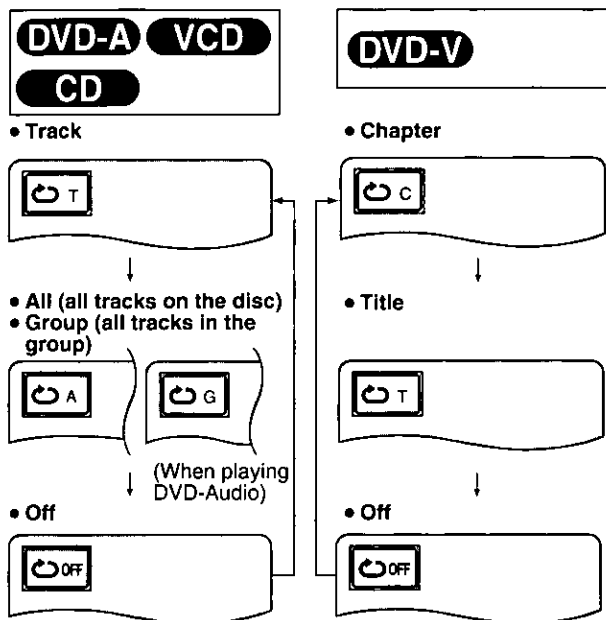 DVD-A VCD
CD
• Track
T
• All (all tracks on the disc)
• Group (all tracks in the
group)
A
G
(When playing
DVD-Audio)
• Off
OFF
DVD-V
• Chapter
C
• Title
T
• Off
OFF